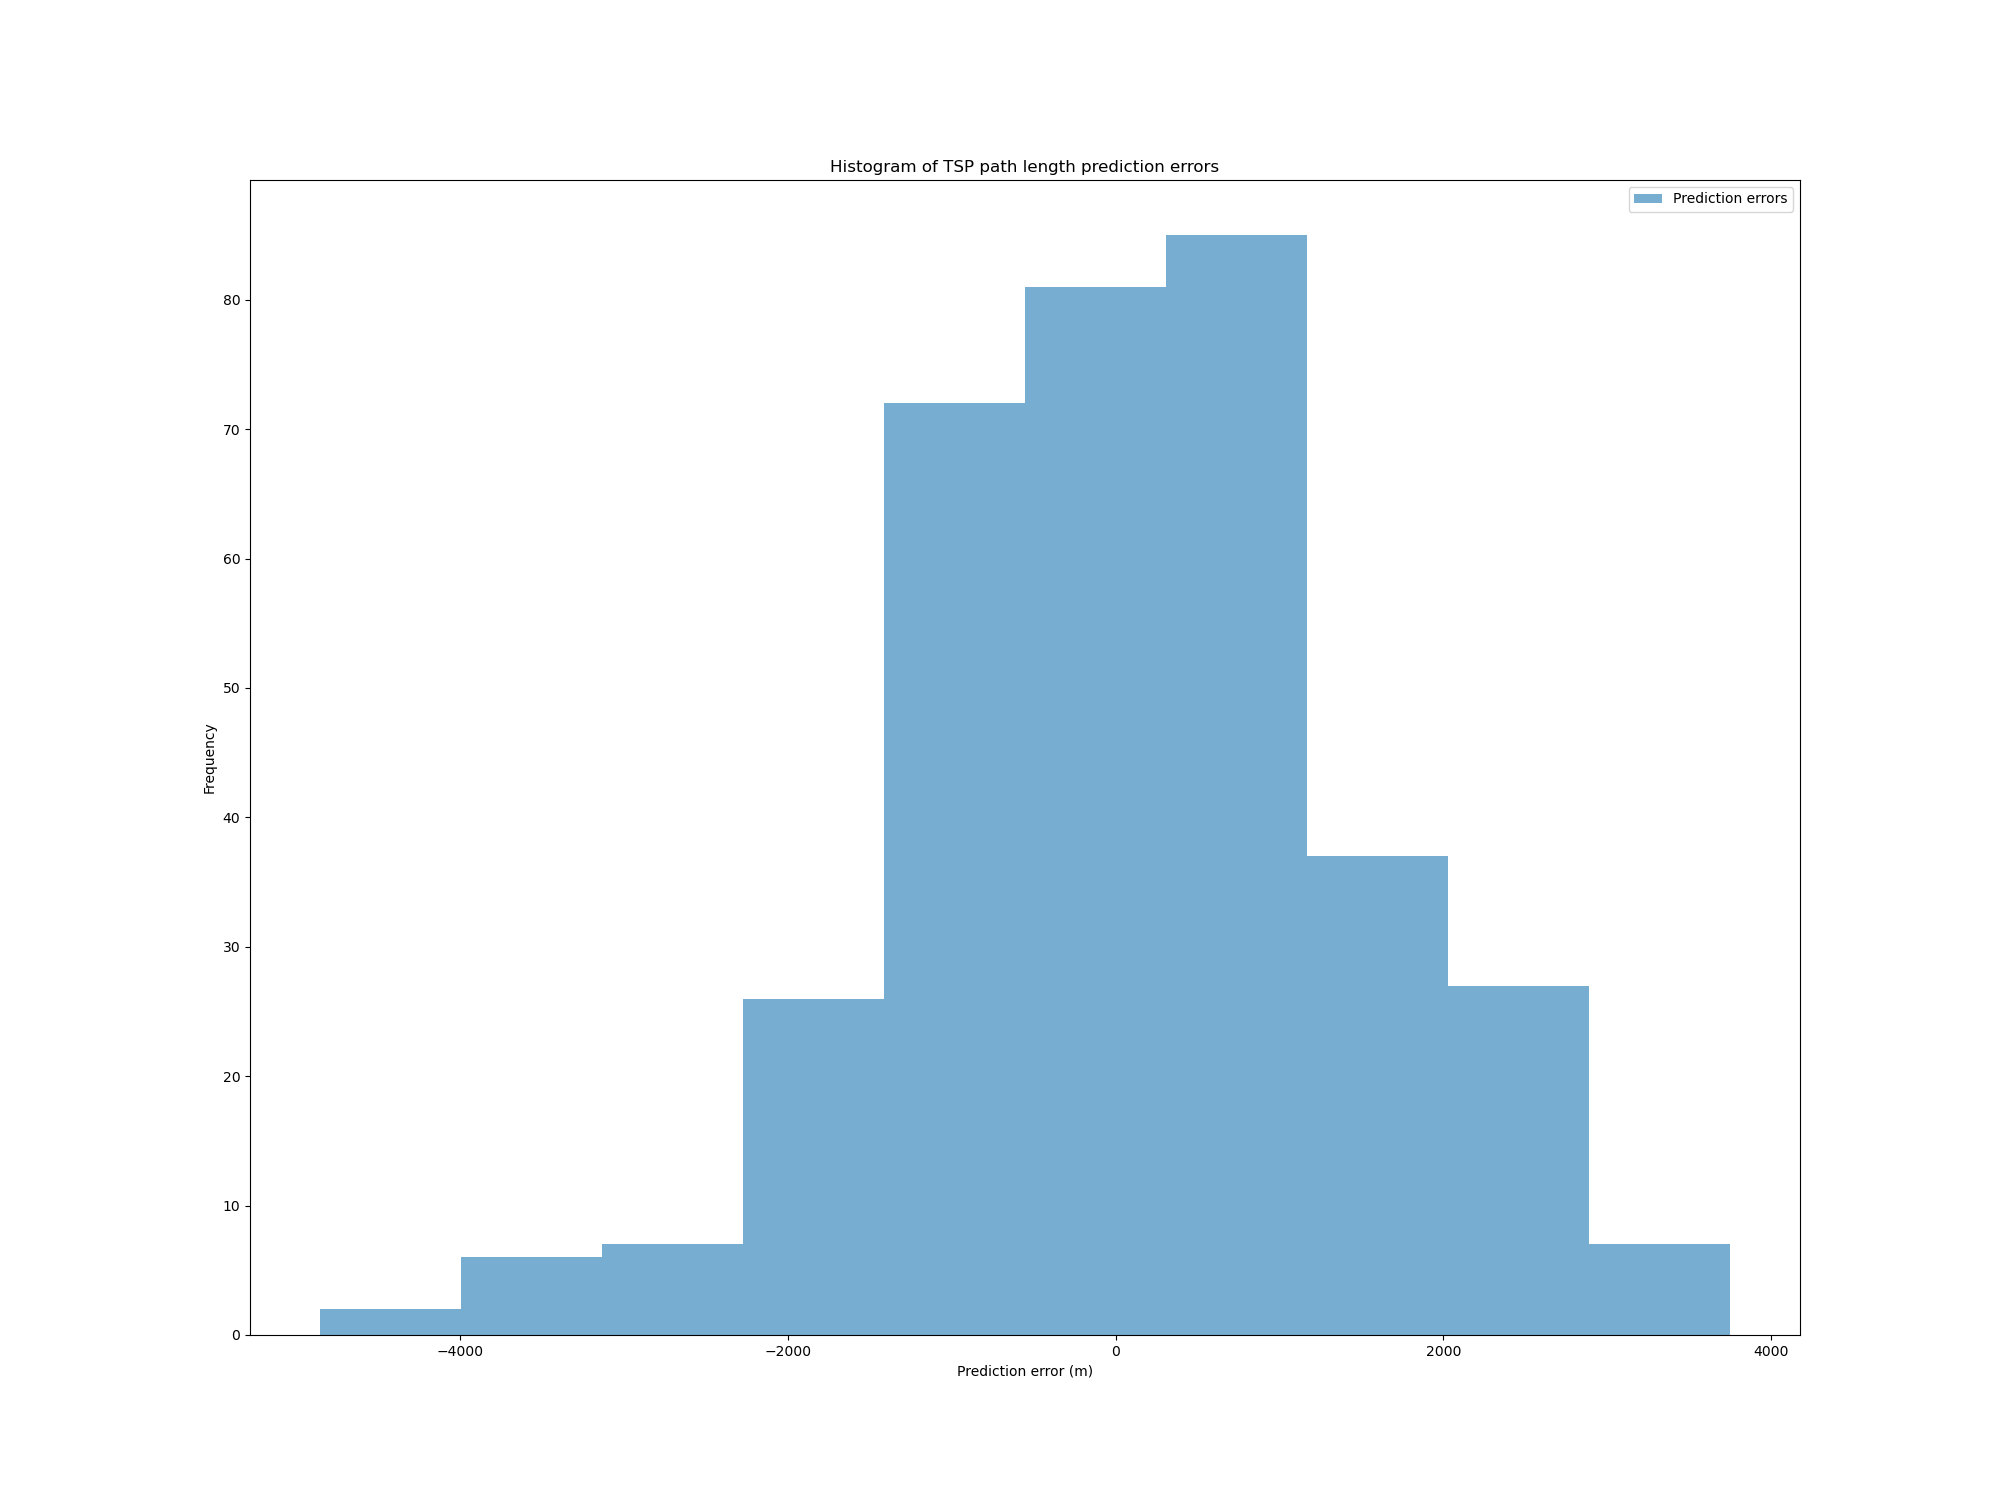 Histogram of TSP path length prediction errors
Prediction errors
80
70
60
50
40
30
20
10
0
Frequency
−4000 −2000 0 2000 4000
Prediction error (m)